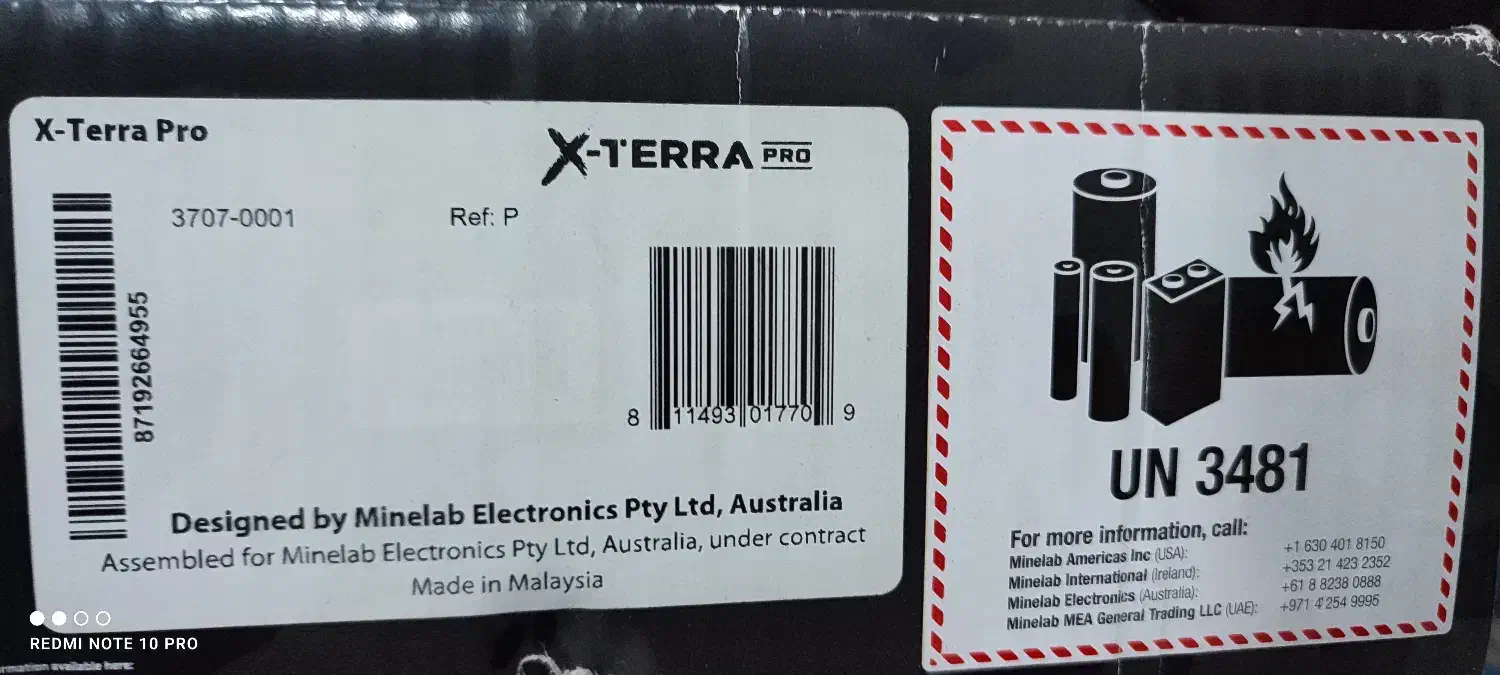 X-Terra Pro
X-TERRA PRO
3707-0001
Ref: P
87192664955
8 11493 01770 9
Designed by Minelab Electronics Pty Ltd, Australia
Assembled for Minelab Electronics Pty Ltd, Australia, under contract
Made in Malaysia
UN 3481
For more information, call:
Minelab Americas Inc (USA): +1 630 401 8150
Minelab International (Ireland): +353 21 423 2352
Minelab Electronics (Australia): +61 8 8238 0888
Minelab MEA General Trading LLC (UAE): +971 4 254 9995
REDMI NOTE 10 PRO
available here: